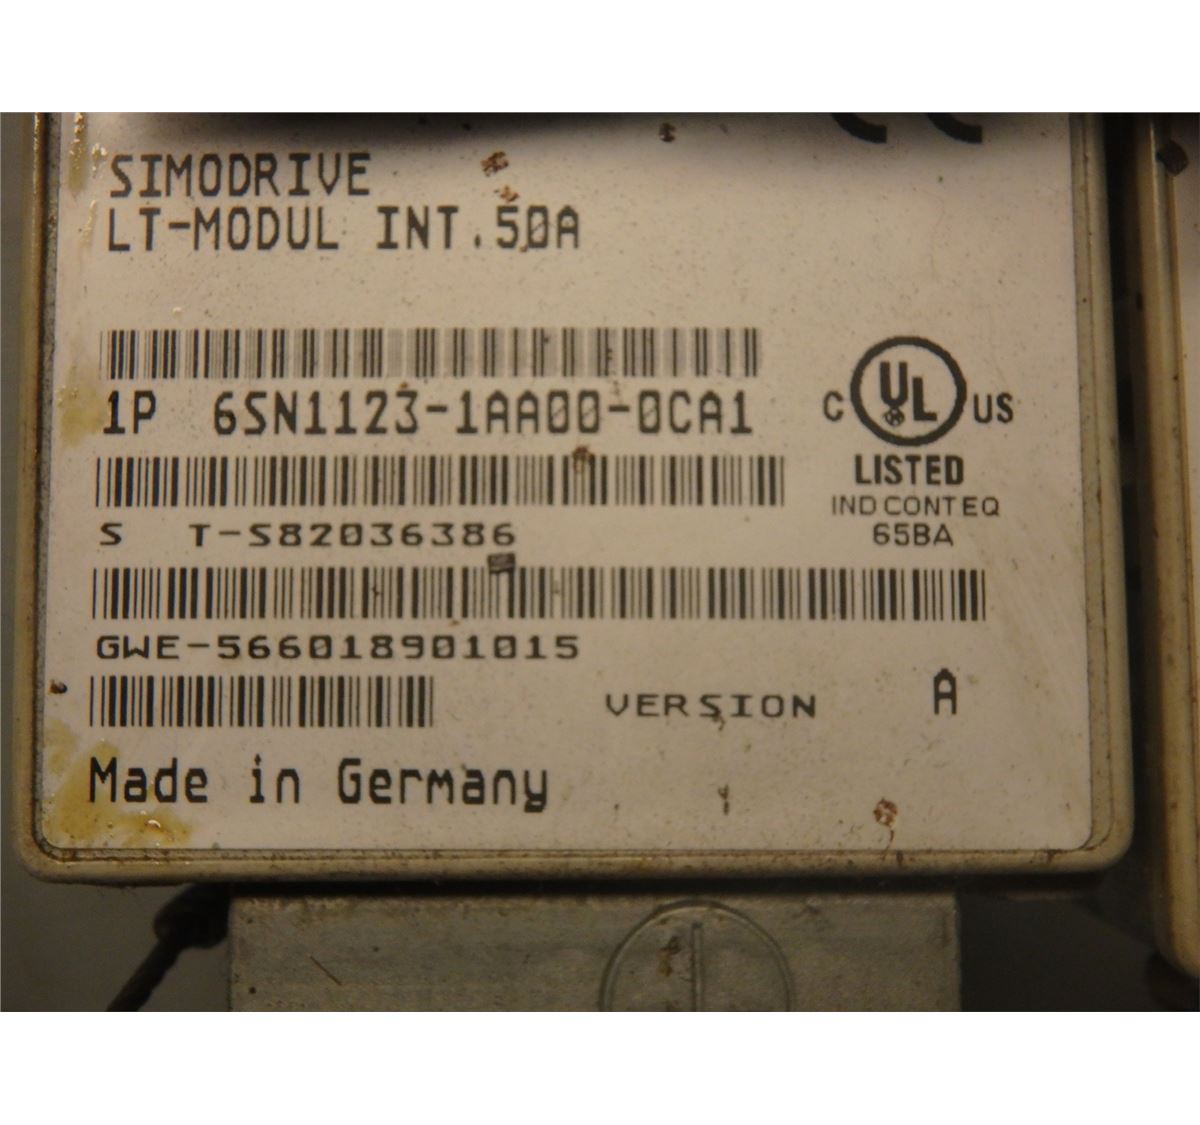 SIMODRIVE
LT-MODUL INT.50A
1P 6SN1123-1AA00-0CA1
C UL US
LISTED
IND CONT EQ
65BA
S T-S82036386
GWE-566018901015
VERSION A
Made in Germany